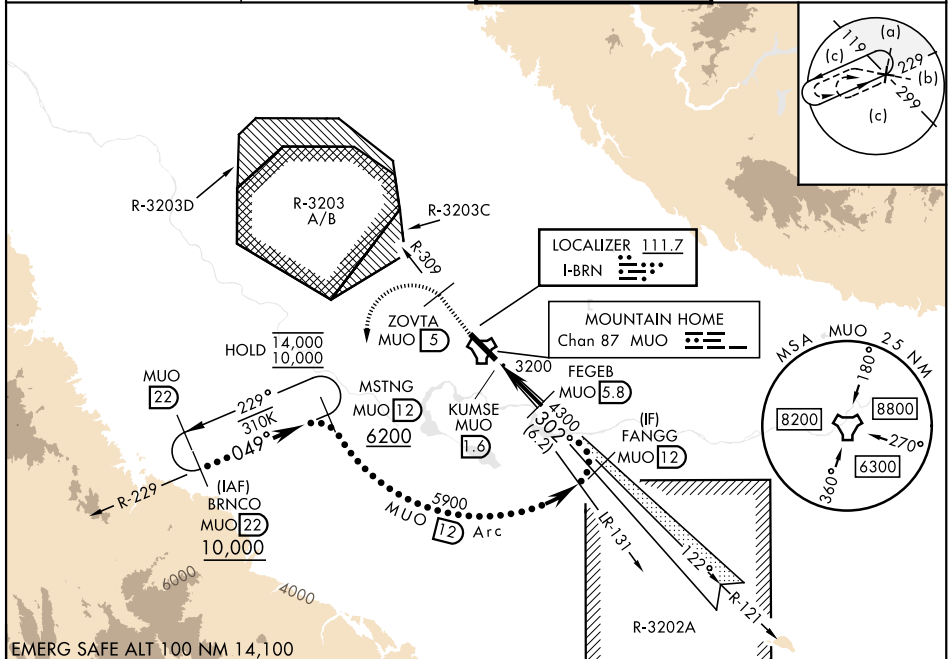 119
(a)
(c)
229
(b)
299
(c)
R-3203D
R-3203
A/B
R-3203C
R-309
LOCALIZER 111.7
I-BRN
MOUNTAIN HOME
Chan 87 MUO
ZOVTA
MUO 5
HOLD 14,000
10,000
MUO
22
229°
310K
049°
MSTNG
MUO 12
6200
KUMSE
MUO
1.6
3200
FEGEB
MUO 5.8
4300
302°
(6.2)
(IF)
FANGG
MUO 12
MSA MUO 25 NM
180°
8200
8800
270°
6300
360°
R-229
(IAF)
BRNCO
MUO 22
10,000
5900
MUO 12 Arc
LR-131
122°
R-121
R-3202A
6000
4000
EMERG SAFE ALT 100 NM 14,100